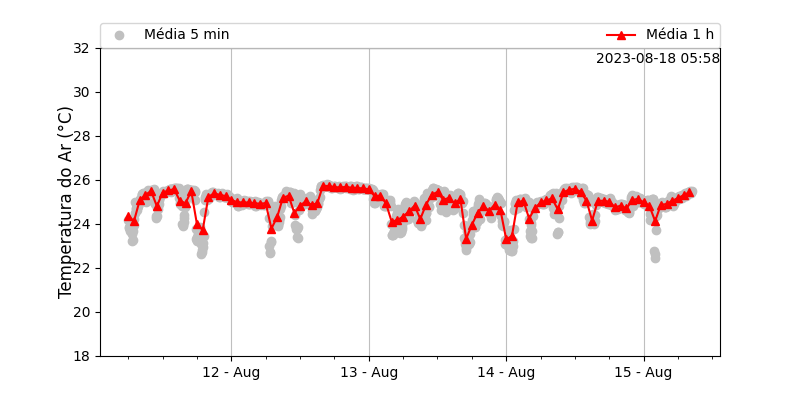 Média 5 min
Média 1 h
2023-08-18 05:58
Temperatura do Ar (°C)
32
30
28
26
24
22
20
18
12 - Aug
13 - Aug
14 - Aug
15 - Aug